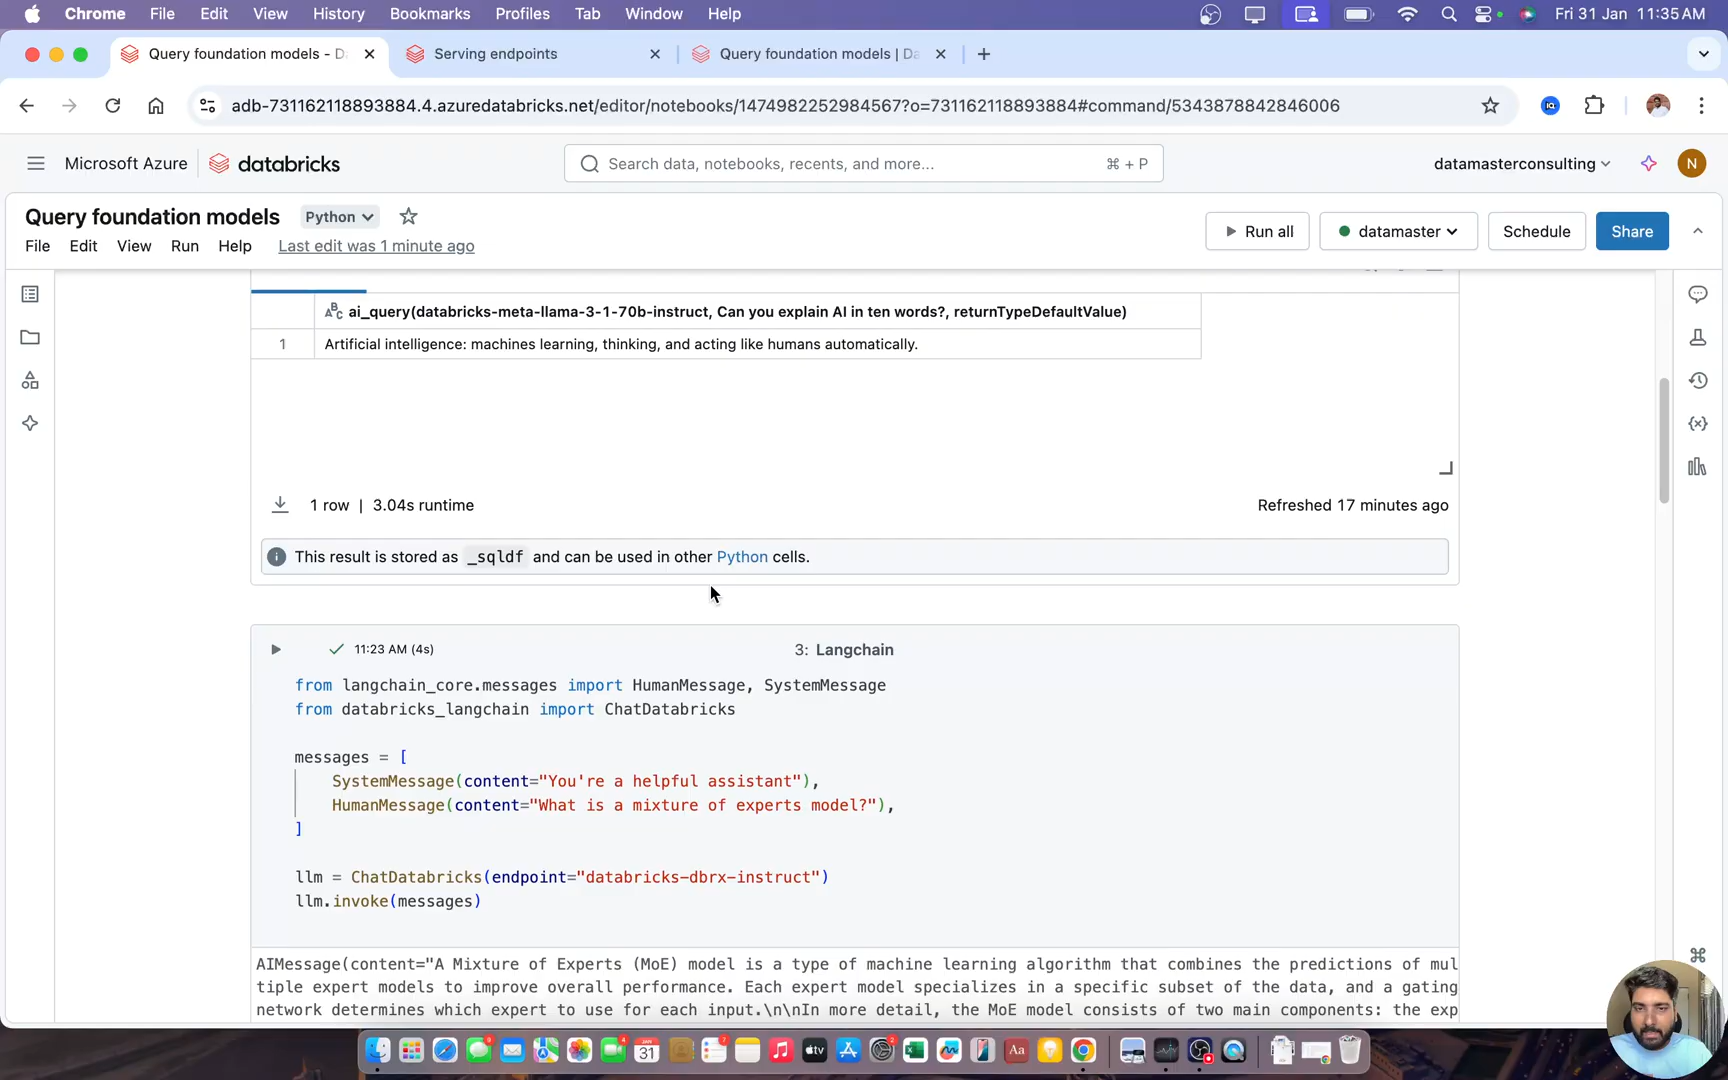 Chrome File Edit View History Bookmarks Profiles Tab Window Help Fri 31 Jan 11:35 AM
Query foundation models - D Serving endpoints Query foundation models | Da
adb-731162118893884.4.azuredatabricks.net/editor/notebooks/1474982252984567?o=731162118893884#command/5343878842846006
Microsoft Azure databricks Search data, notebooks, recents, and more... ⌘ + P datamasterconsulting N
Query foundation models Python
Run all datamaster Schedule Share
File Edit View Run Help Last edit was 1 minute ago
ai_query(databricks-meta-llama-3-1-70b-instruct, Can you explain AI in ten words?, returnTypeDefaultValue)
1 Artificial intelligence: machines learning, thinking, and acting like humans automatically.
1 row | 3.04s runtime Refreshed 17 minutes ago
This result is stored as _sqldf and can be used in other Python cells.
11:23 AM (4s) 3: Langchain
from langchain_core.messages import HumanMessage, SystemMessage
from databricks_langchain import ChatDatabricks
messages = [
SystemMessage(content="You're a helpful assistant"),
HumanMessage(content="What is a mixture of experts model?"),
]
llm = ChatDatabricks(endpoint="databricks-dbrx-instruct")
llm.invoke(messages)
AIMessage(content="A Mixture of Experts (MoE) model is a type of machine learning algorithm that combines the predictions of mul
tiple expert models to improve overall performance. Each expert model specializes in a specific subset of the data, and a gating
network determines which expert to use for each input.\n\nIn more detail, the MoE model consists of two main components: the exp